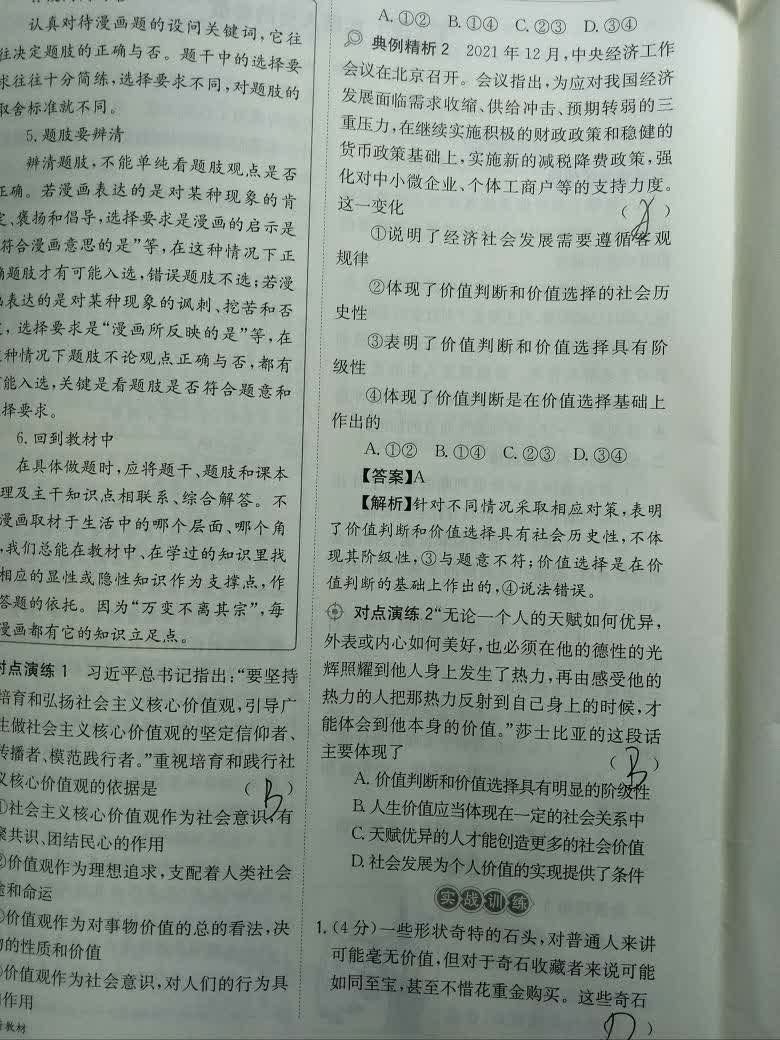 认真对待漫画题的设问关键词,它往
往决定题肢的正确与否。题干中的选择要
求往往十分简练,选择要求不同,对题肢的
取舍标准就不同。
5.题肢要辨清
辨清题肢,不能单纯看题肢观点是否
正确。若漫画表达的是对某种现象的肯
定、褒扬和倡导,选择要求是漫画的启示是
符合漫画意思的是”等,在这种情况下正
确题肢才有可能入选,错误题肢不选;若漫
表达的是对某种现象的讽刺、挖苦和否
,选择要求是“漫画所反映的是”等,在
种情况下题肢不论观点正确与否,都有
能入选,关键是看题肢是否符合题意和
择要求。
6.回到教材中
在具体做题时,应将题干、题肢和课本
理及主干知识点相联系、综合解答。不
漫画取材于生活中的哪个层面、哪个角
,我们总能在教材中、在学过的知识里找
相应的显性或隐性知识作为支撑点,作
答题的依托。因为“万变不离其宗”,每
漫画都有它的知识立足点。
对点演练1 习近平总书记指出:“要坚持
培育和弘扬社会主义核心价值观,引导广
生做社会主义核心价值观的坚定信仰者、
传播者、模范践行者。”重视培育和践行社
义核心价值观的依据是 ( B )
①社会主义核心价值观作为社会意识,有
聚共识、团结民心的作用
②价值观作为理想追求,支配着人类社会
和命运
价值观作为对事物价值的总的看法,决
的性质和价值
价值观作为社会意识,对人们的行为具
作用
教材
A.①② B.①④ C.②③ D.③④
典例精析2 2021年12月,中央经济工作
会议在北京召开。会议指出,为应对我国经济
发展面临需求收缩、供给冲击、预期转弱的三
重压力,在继续实施积极的财政政策和稳健的
货币政策基础上,实施新的减税降费政策,强
化对中小微企业、个体工商户等的支持力度。
这一变化 ( )
①说明了经济社会发展需要遵循客观
规律
②体现了价值判断和价值选择的社会历
史性
③表明了价值判断和价值选择具有阶
级性
④体现了价值判断是在价值选择基础上
作出的
A.①② B.①④ C.②③ D.③④
【答案】A
【解析】针对不同情况采取相应对策,表明
了价值判断和价值选择具有社会历史性,不体
现其阶级性,③与题意不符;价值选择是在价
值判断的基础上作出的,④说法错误。
对点演练2“无论一个人的天赋如何优异,
外表或内心如何美好,也必须在他的德性的光
辉照耀到他人身上发生了热力,再由感受他的
热力的人把那热力反射到自己身上的时候,才
能体会到他本身的价值。”莎士比亚的这段话
主要体现了 ( B )
A.价值判断和价值选择具有明显的阶级性
B.人生价值应当体现在一定的社会关系中
C.天赋优异的人才能创造更多的社会价值
D.社会发展为个人价值的实现提供了条件
实战训练
1.(4分)一些形状奇特的石头,对普通人来讲
可能毫无价值,但对于奇石收藏者来说可能
如同至宝,甚至不惜花重金购买。这些奇石
( D )